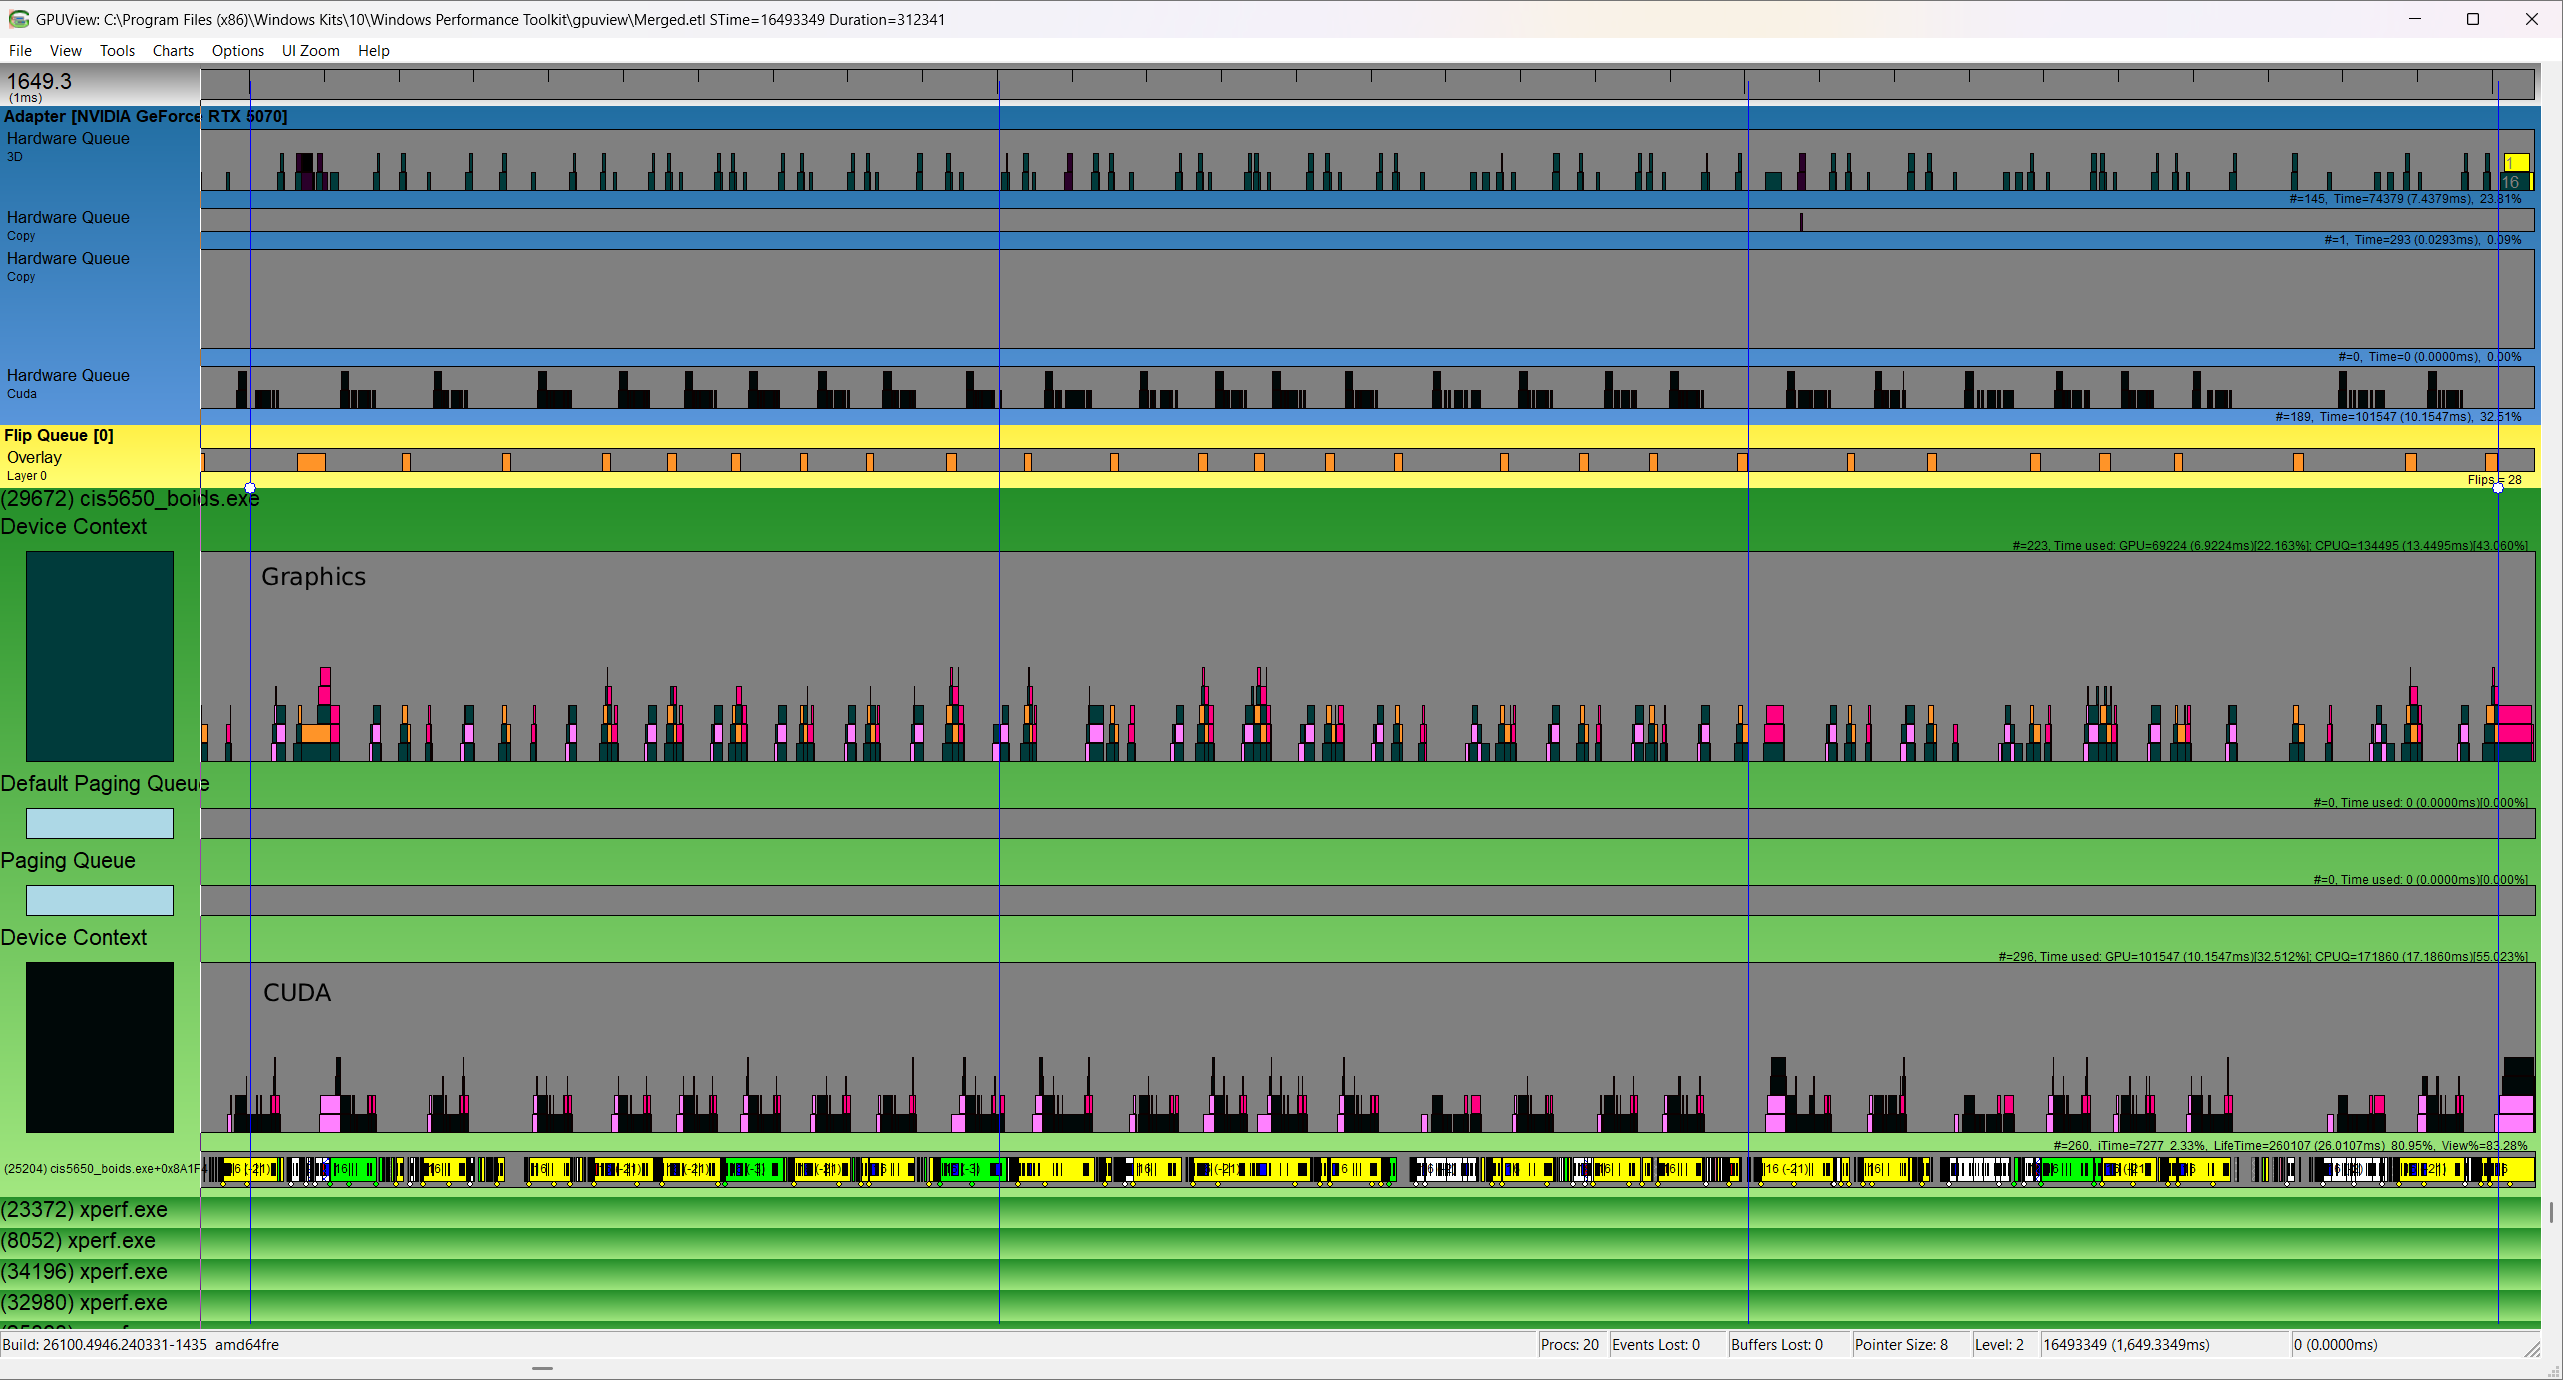 GPUView: C:\Program Files (x86)\Windows Kits\10\Windows Performance Toolkit\gpuview\Merged.etl STime=16493349 Duration=312341
File View Tools Charts Options UI Zoom Help
1649.3
(1ms)
Adapter [NVIDIA GeForce RTX 5070]
Hardware Queue
3D
1
16
#=145, Time=74379 (7.4379ms), 23.81%
Hardware Queue
Copy
#=1, Time=293 (0.0293ms), 0.09%
Hardware Queue
Copy
#=0, Time=0 (0.0000ms), 0.00%
Hardware Queue
Cuda
#=189, Time=101547 (10.1547ms), 32.51%
Flip Queue [0]
Overlay
Layer 0
Flips = 28
(29672) cis5650_boids.exe
Device Context
#=223, Time used: GPU=69224 (6.9224ms)[22.163%]; CPUQ=134495 (13.4495ms)[43.060%]
Graphics
Default Paging Queue
#=0, Time used: 0 (0.0000ms)[0.000%]
Paging Queue
#=0, Time used: 0 (0.0000ms)[0.000%]
Device Context
#=296, Time used: GPU=101547 (10.1547ms)[32.512%]; CPUQ=171860 (17.1860ms)[55.023%]
CUDA
#=260, iTime=7277 2.33%, LifeTime=260107 (26.0107ms) 80.95%, View%=83.28%
(25204) cis5650_boids.exe+0x8A1F4
(23372) xperf.exe
(8052) xperf.exe
(34196) xperf.exe
(32980) xperf.exe
Build: 26100.4946.240331-1435 amd64fre
Procs: 20 Events Lost: 0 Buffers Lost: 0 Pointer Size: 8 Level: 2 16493349 (1,649.3349ms) 0 (0.0000ms)